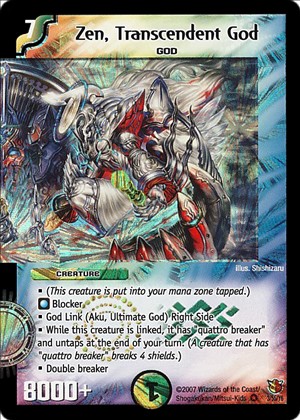 7
Zen, Transcendent God
GOD
illus. Shishizaru
CREATURE
• (This creature is put into your mana zone tapped.)
Blocker
• God Link (Aku, Ultimate God) Right Side
• While this creature is linked, it has "quattro breaker"
and untaps at the end of your turn. (A creature that has
"quattro breaker" breaks 4 shields.)
• Double breaker
8000+
1
©2007 Wizards of the Coast/
Shogakukan/Mitsui-Kids